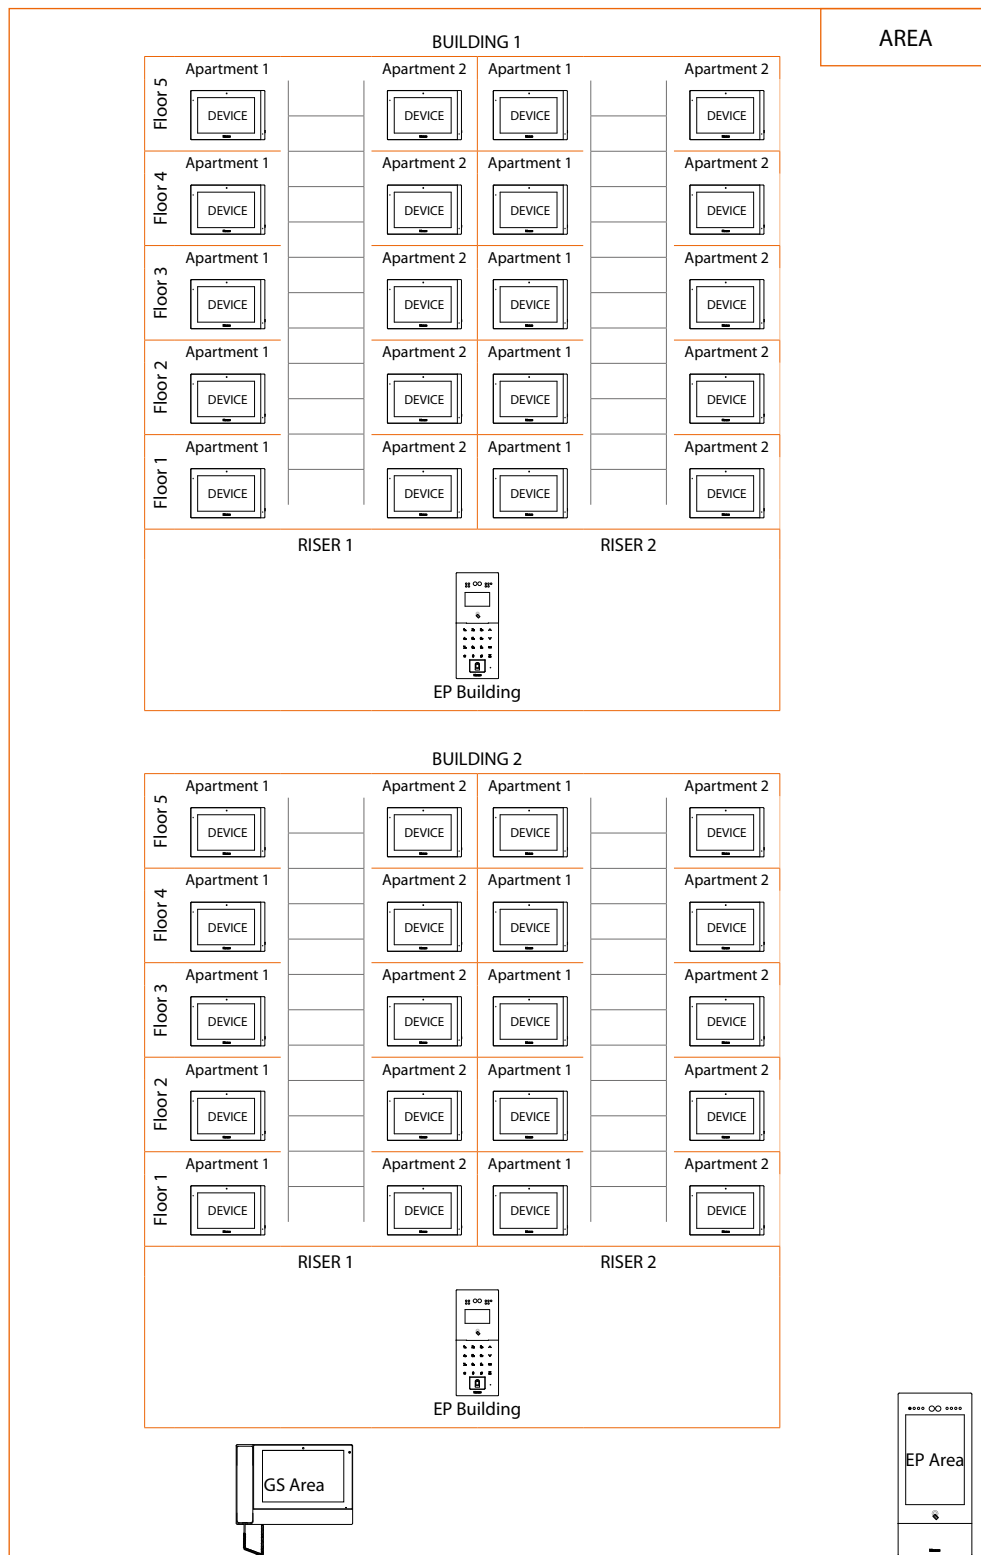 AREA
BUILDING 1
Floor 5
Apartment 1 Apartment 2 Apartment 1 Apartment 2
DEVICE DEVICE DEVICE DEVICE
Floor 4
Apartment 1 Apartment 2 Apartment 1 Apartment 2
DEVICE DEVICE DEVICE DEVICE
Floor 3
Apartment 1 Apartment 2 Apartment 1 Apartment 2
DEVICE DEVICE DEVICE DEVICE
Floor 2
Apartment 1 Apartment 2 Apartment 1 Apartment 2
DEVICE DEVICE DEVICE DEVICE
Floor 1
Apartment 1 Apartment 2 Apartment 1 Apartment 2
DEVICE DEVICE DEVICE DEVICE
RISER 1 RISER 2
EP Building
BUILDING 2
Floor 5
Apartment 1 Apartment 2 Apartment 1 Apartment 2
DEVICE DEVICE DEVICE DEVICE
Floor 4
Apartment 1 Apartment 2 Apartment 1 Apartment 2
DEVICE DEVICE DEVICE DEVICE
Floor 3
Apartment 1 Apartment 2 Apartment 1 Apartment 2
DEVICE DEVICE DEVICE DEVICE
Floor 2
Apartment 1 Apartment 2 Apartment 1 Apartment 2
DEVICE DEVICE DEVICE DEVICE
Floor 1
Apartment 1 Apartment 2 Apartment 1 Apartment 2
DEVICE DEVICE DEVICE DEVICE
RISER 1 RISER 2
EP Building
GS Area
EP Area